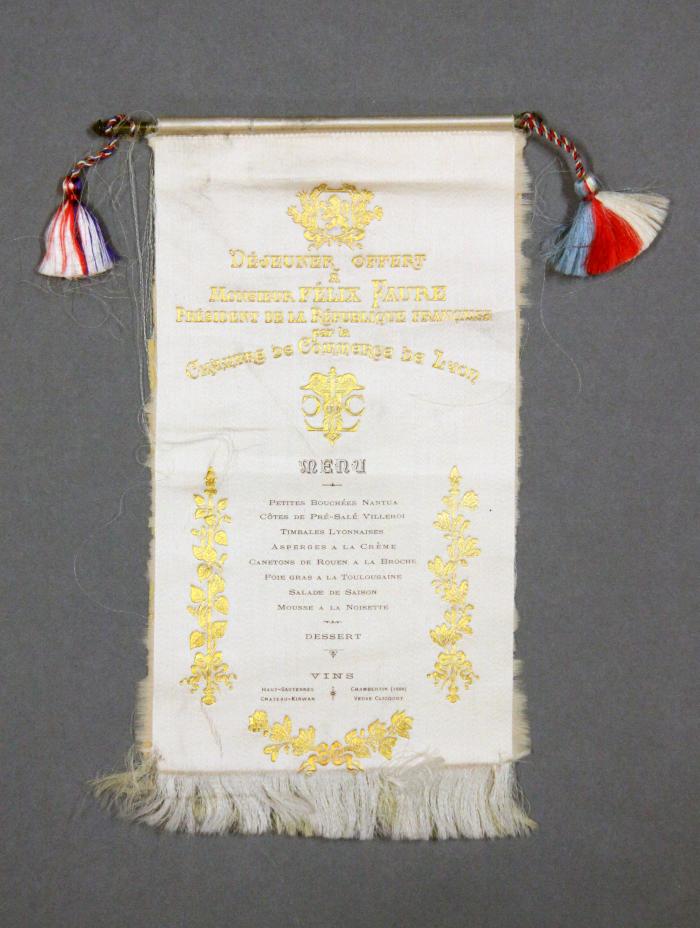 DÉJEUNER OFFERT
À
MONSIEUR FÉLIX FAURE
PRÉSIDENT DE LA RÉPUBLIQUE FRANÇAISE
par la
CHAMBRE DE COMMERCE DE LYON
MENU
PETITES BOUCHÉES NANTUA
CÔTES DE PRÉ-SALÉ VILLEROI
TIMBALES LYONNAISES
ASPERGES A LA CRÈME
CANETONS DE ROUEN A LA BROCHE
FOIE GRAS A LA TOULOUSAINE
SALADE DE SAISON
MOUSSE A LA NOISETTE
DESSERT
VINS
HAUT-SAUTERNES CHAMBERTIN
CHATEAU-KIRWAN VEUVE CLICQUOT